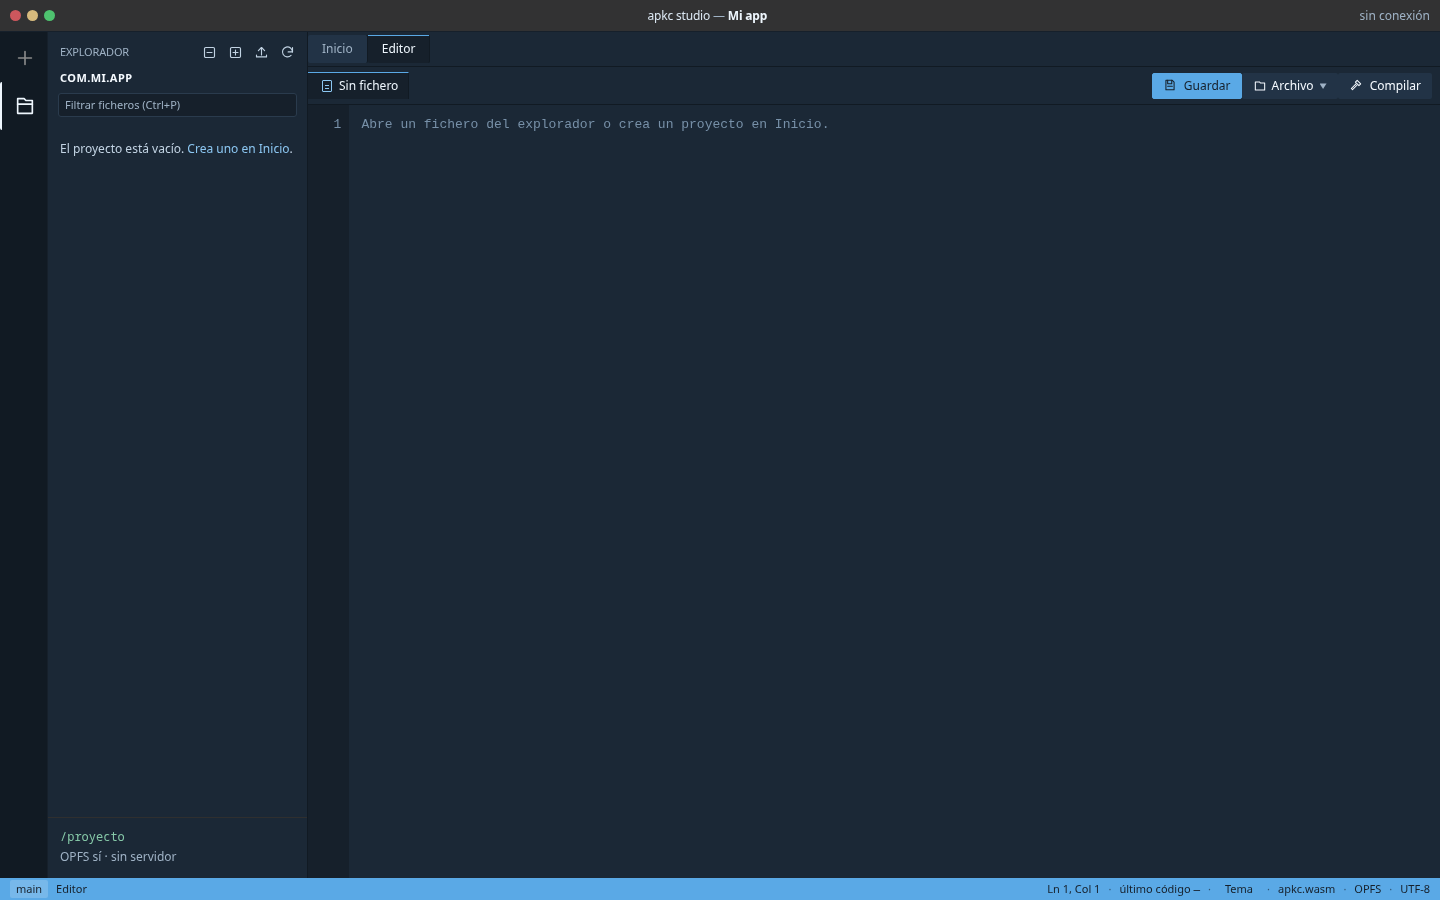 apkc studio — Mi app
sin conexión
EXPLORADOR
COM.MI.APP
Filtrar ficheros (Ctrl+P)
El proyecto está vacío. Crea uno en Inicio.
/proyecto
OPFS sí · sin servidor
Inicio
Editor
Sin fichero
Guardar
Archivo ▼
Compilar
1 Abre un fichero del explorador o crea un proyecto en Inicio.
main
Editor
Ln 1, Col 1 · último código — · Tema · apkc.wasm · OPFS · UTF-8